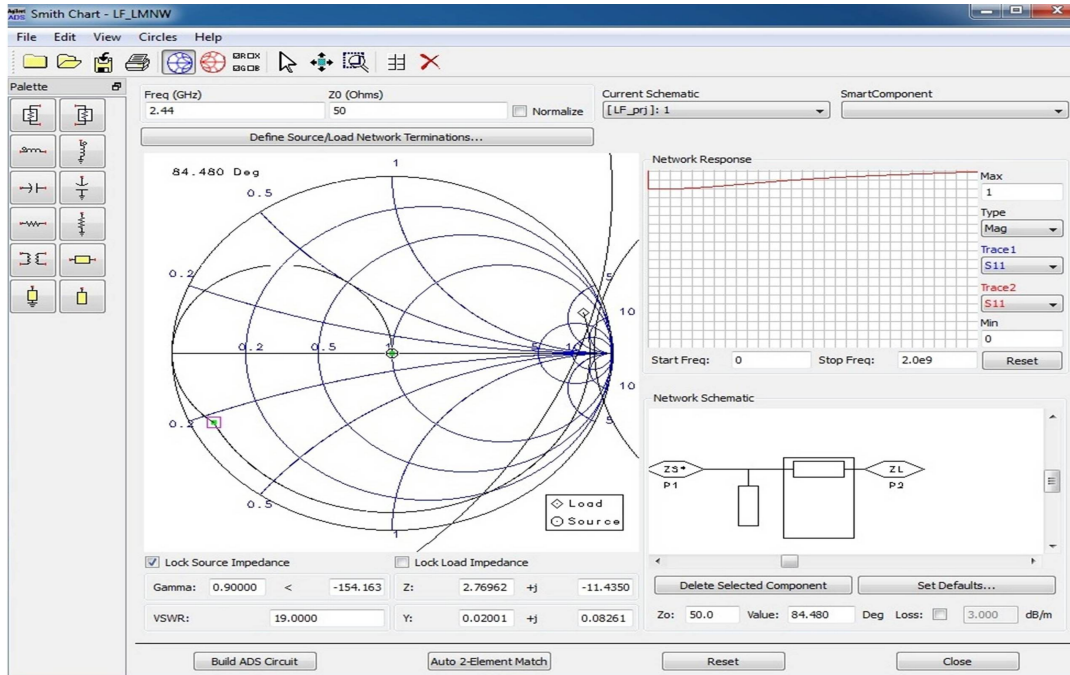 Agilent ADS Smith Chart - LF_LMNW
File Edit View Circles Help
Palette
Freq (GHz) Z0 (Ohms) Current Schematic SmartComponent
2.44 50 Normalize [LF_prj]: 1
Define Source/Load Network Terminations...
84.480 Deg
1
0.5
0.2
5
10
0.2 0.5 1 5 10
10
5
0.2
0.5
1
Load
Source
Network Response
Max
1
Type
Mag
Trace1
S11
Trace2
S11
Min
0
Start Freq: 0 Stop Freq: 2.0e9 Reset
Network Schematic
ZS* ZL
P1 P2
Lock Source Impedance Lock Load Impedance
Gamma: 0.90000 < -154.163 Z: 2.76962 +j -11.4350
VSWR: 19.0000 Y: 0.02001 +j 0.08261
Delete Selected Component Set Defaults...
Zo: 50.0 Value: 84.480 Deg Loss: 3.000 dB/m
Build ADS Circuit Auto 2-Element Match Reset Close